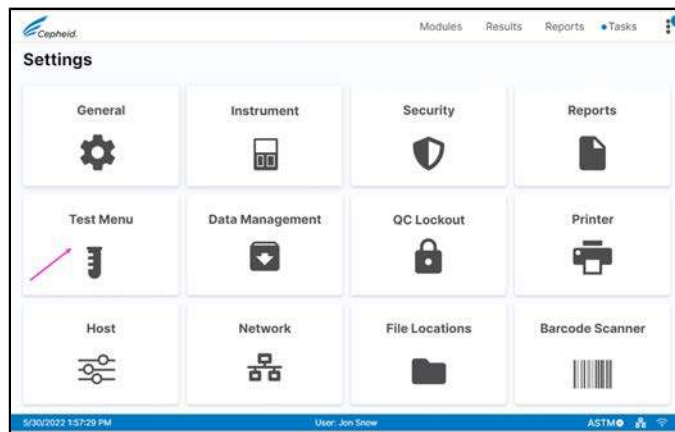 Cepheid.
Modules Results Reports Tasks
Settings
General Instrument Security Reports
Test Menu Data Management QC Lockout Printer
Host Network File Locations Barcode Scanner
5/30/2022 1:57:29 PM User: Jon Snow ASTM